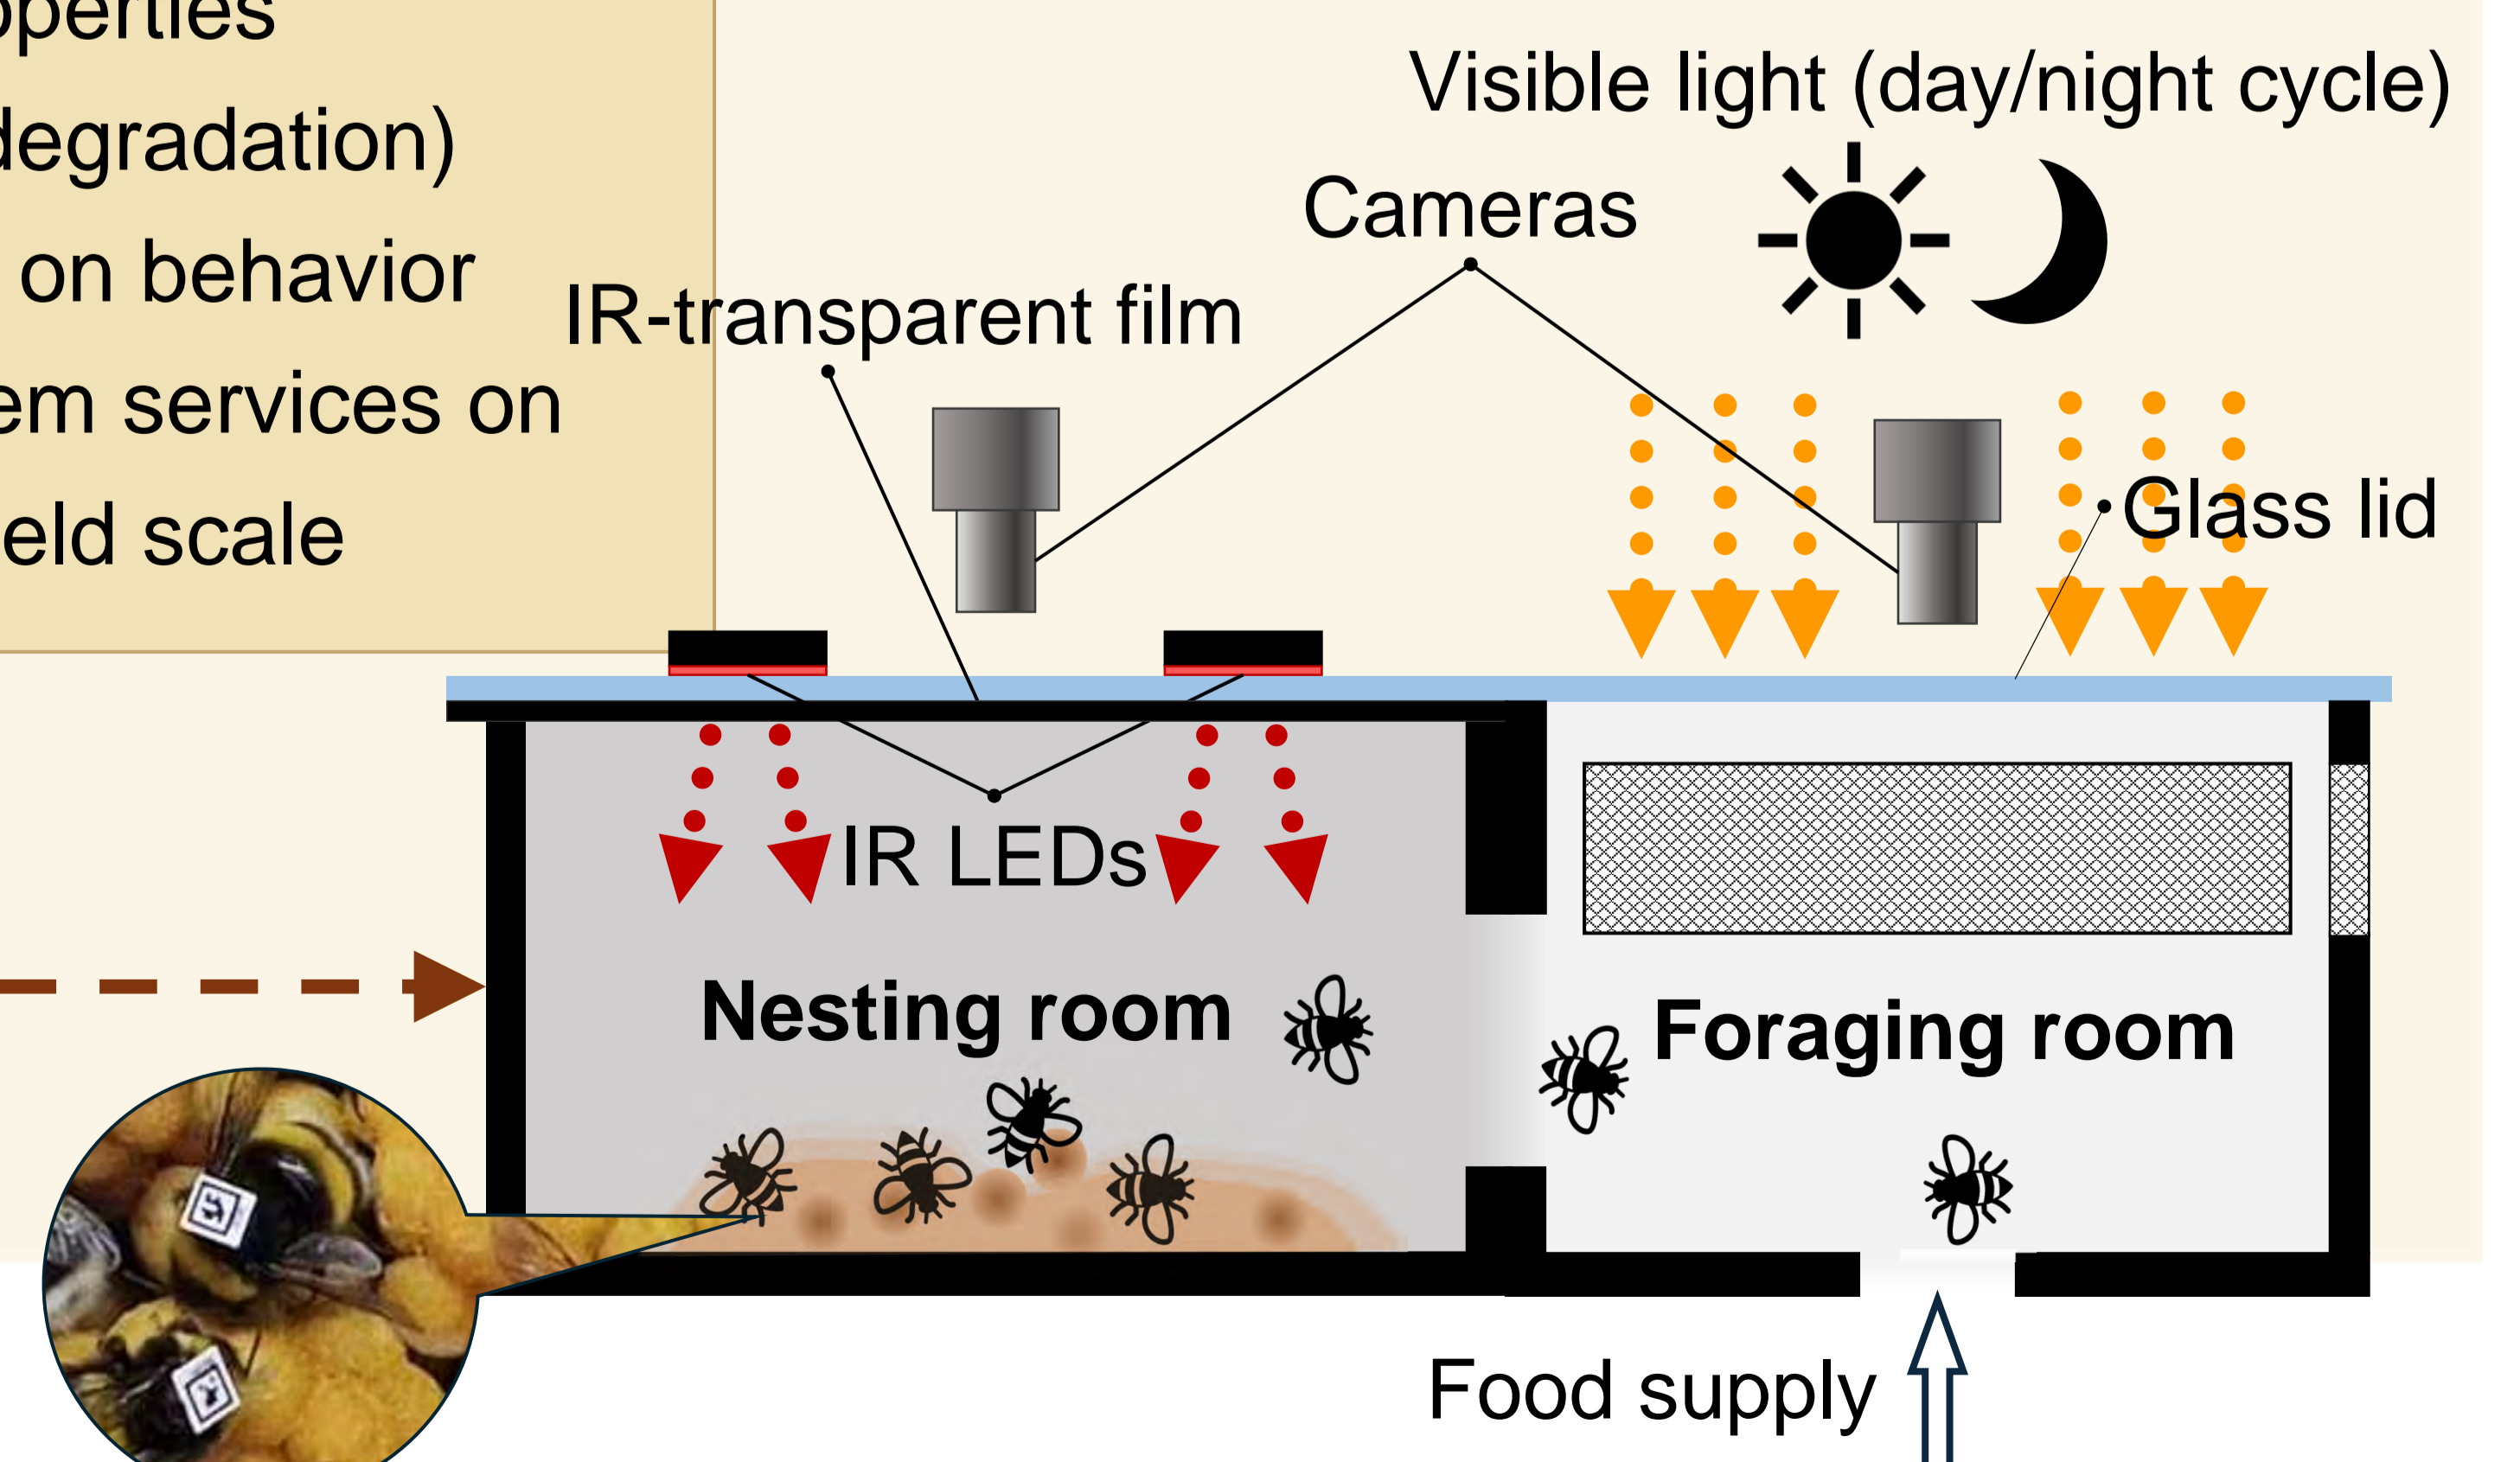 operties
degradation)
on behavior
em services on
eld scale
Visible light (day/night cycle)
Cameras
IR-transparent film
Glass lid
IR LEDs
Nesting room
Foraging room
Food supply